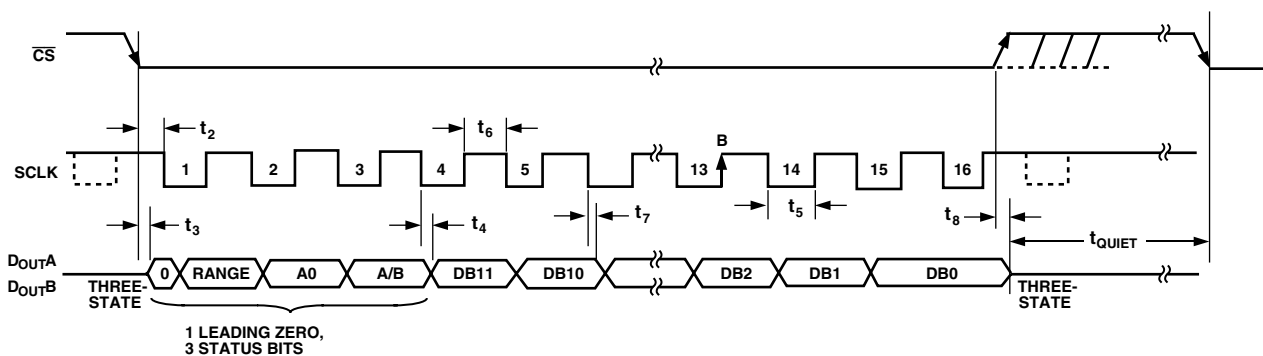 CS
t2
t6
B
SCLK
1
2
3
4
5
13
14
15
16
t3
t4
t7
t5
t8
tQUIET
DOUTA
DOUTB
THREE-
STATE
0
RANGE
A0
A/B
DB11
DB10
DB2
DB1
DB0
THREE-
STATE
1 LEADING ZERO,
3 STATUS BITS